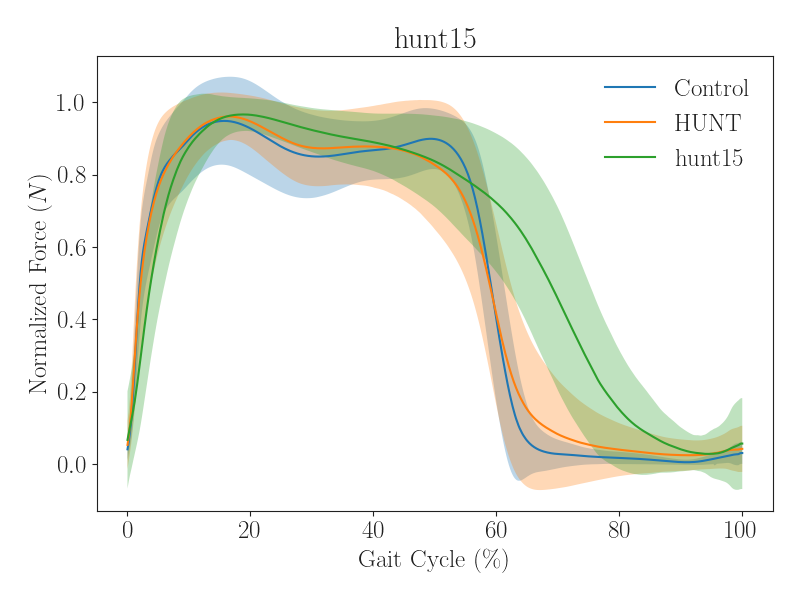 hunt15
Control
HUNT
hunt15
1.0
0.8
0.6
0.4
0.2
0.0
Normalized Force (N)
0 20 40 60 80 100
Gait Cycle (%)